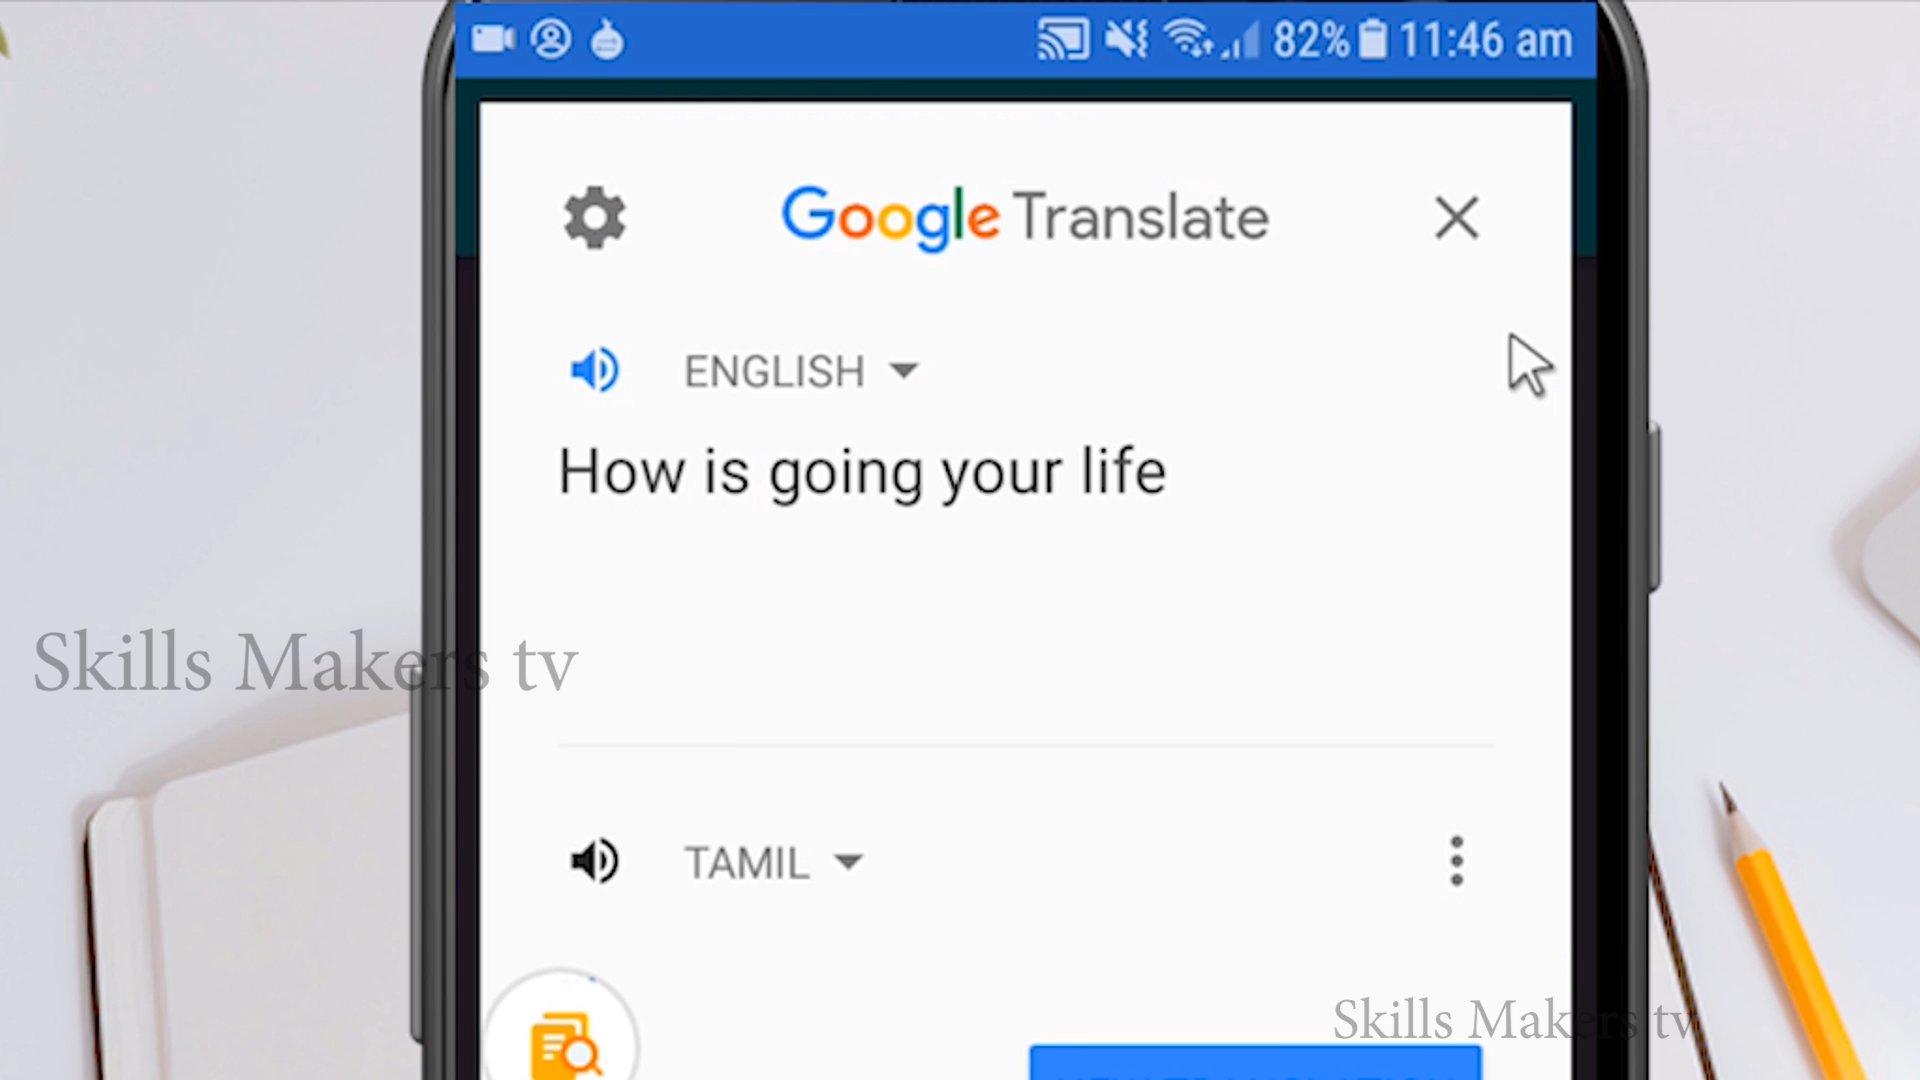 82% 11:46 am
Google Translate
ENGLISH
How is going your life
Skills Makers tv
TAMIL
Skills Makers tv